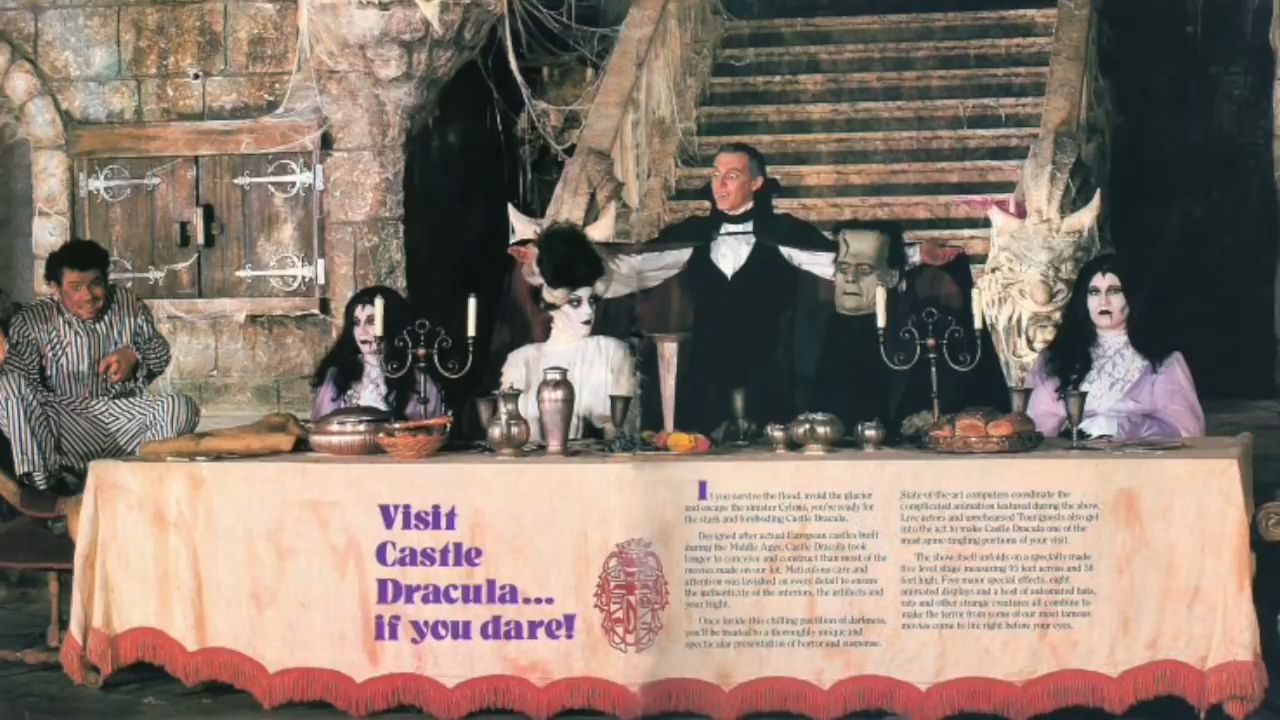 Visit
Castle
Dracula...
if you dare!
If you survive the flood, avoid the glacier
and escape the sinister Cylons, you're ready for
the stark and foreboding Castle Dracula.
Designed after actual European castles built
during the Middle Ages, Castle Dracula took
longer to conceive and construct than most of the
movies made on our lot. Meticulous care and
attention was lavished on every detail to ensure
the authenticity of the interiors, the artifacts and
your fright.
Once inside this chilling pavilion of darkness,
you'll be treated to a thoroughly unique and
spectacular presentation of horror and suspense.
State-of-the-art computers coordinate the
complicated animation featured during the show.
Live actors and unrehearsed Tour guests also get
into the act to make Castle Dracula one of the
most spine-tingling portions of your visit.
The show itself unfolds on a specially made
five level stage measuring 95 feet across and
feet high. Five major special effects, eight
animated displays and a host of automated bats,
rats and other strange creatures all combine to
make the terror from some of our most famous
movies come to life right before your eyes.